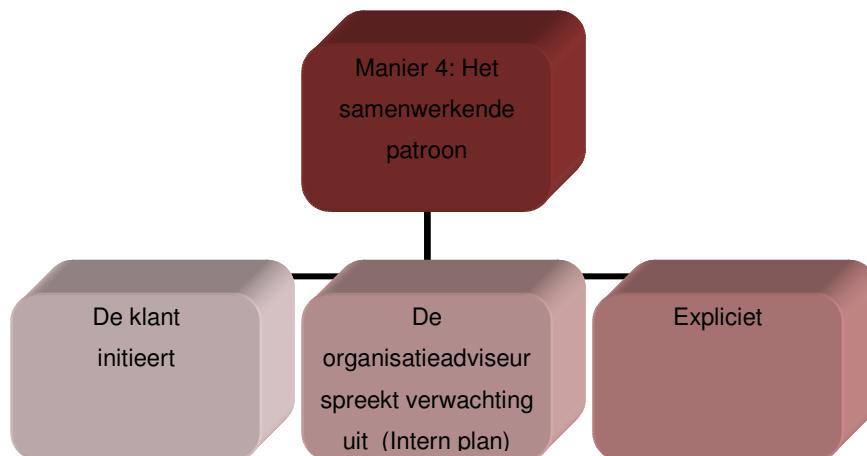 Manier 4: Het
samenwerkende
patroon
De klant
initieert
De
organisatieadviseur
spreekt verwachting
uit (Intern plan)
Expliciet